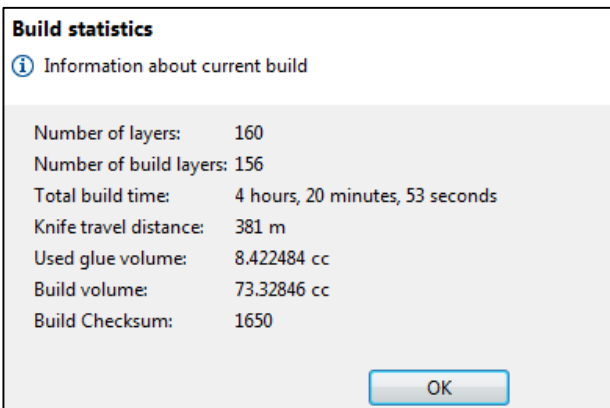 Build statistics
Information about current build
Number of layers: 160
Number of build layers: 156
Total build time: 4 hours, 20 minutes, 53 seconds
Knife travel distance: 381 m
Used glue volume: 8.422484 cc
Build volume: 73.32846 cc
Build Checksum: 1650
OK